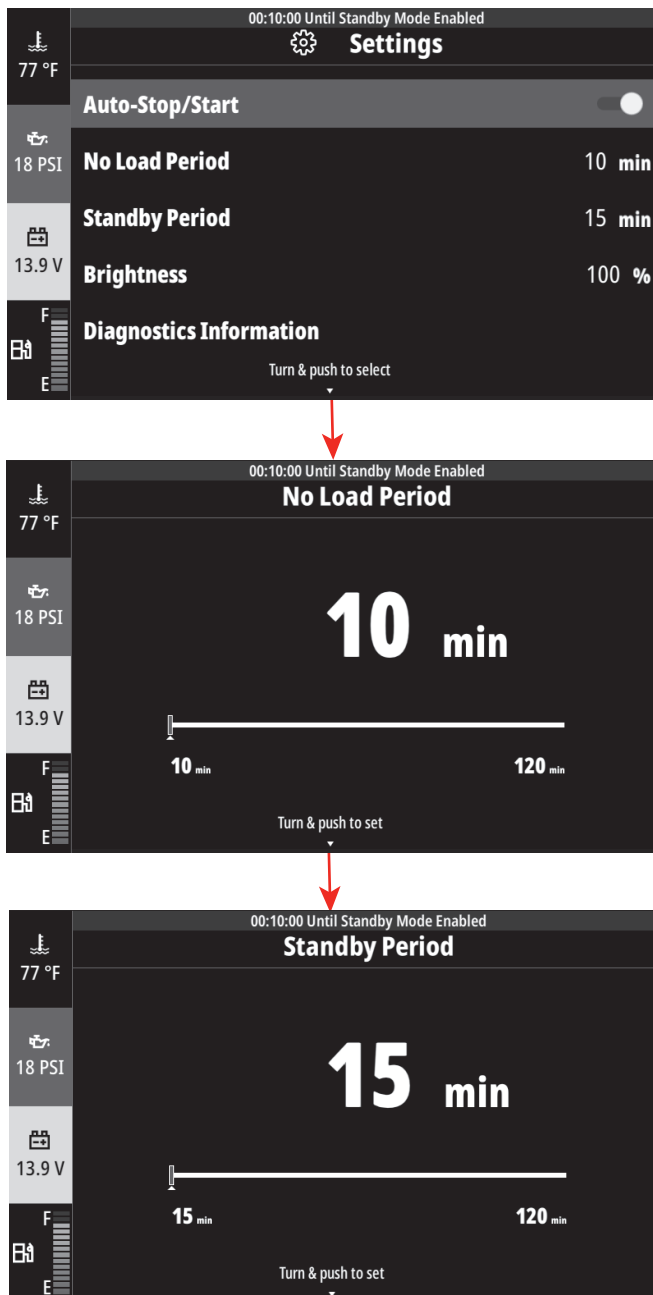 00:10:00 Until Standby Mode Enabled
Settings
77 °F
18 PSI
13.9 V
F
E
Auto-Stop/Start
No Load Period 10 min
Standby Period 15 min
Brightness 100 %
Diagnostics Information
Turn & push to select
00:10:00 Until Standby Mode Enabled
No Load Period
77 °F
18 PSI
13.9 V
F
E
10 min
10 min 120 min
Turn & push to set
00:10:00 Until Standby Mode Enabled
Standby Period
77 °F
18 PSI
13.9 V
F
E
15 min
15 min 120 min
Turn & push to set